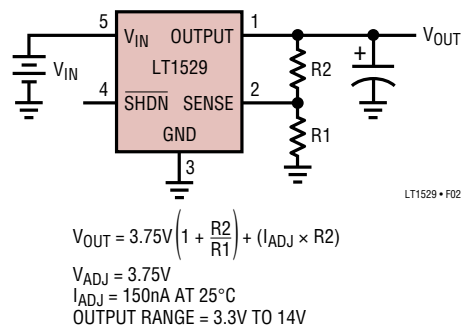 5
V_IN OUTPUT
1
V_OUT
+
R2
V_IN
LT1529
4
SHDN SENSE
2
R1
GND
3
LT1529 • F02
V_OUT = 3.75V(1 + R2/R1) + (I_ADJ × R2)
V_ADJ = 3.75V
I_ADJ = 150nA AT 25°C
OUTPUT RANGE = 3.3V TO 14V